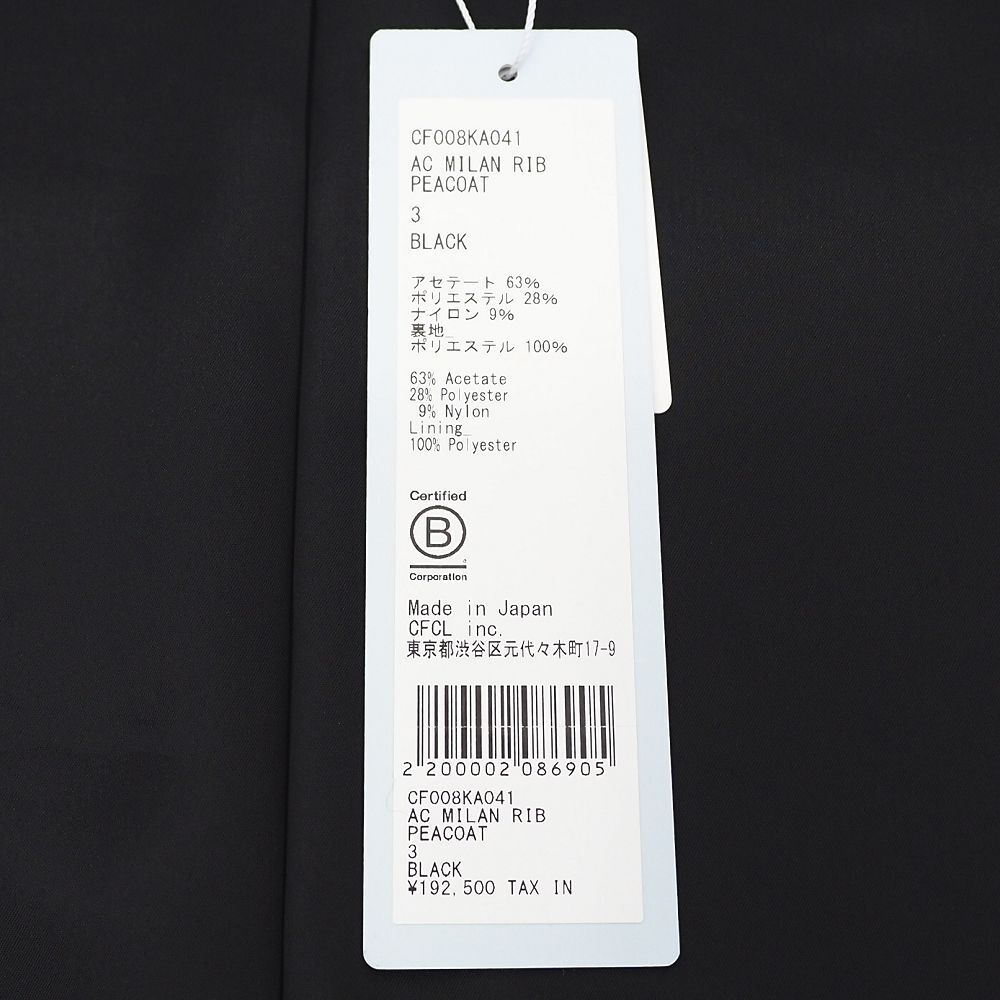 CF008KA041
AC MILAN RIB
PEACOAT
3
BLACK
アセテート 63%
ポリエステル 28%
ナイロン 9%
裏地_
ポリエステル 100%
63% Acetate
28% Polyester
9% Nylon
Lining_
100% Polyester
Certified
B
Corporation
Made in Japan
CFCL inc.
東京都渋谷区元代々木町17-9
2 200002 086905
CF008KA041
AC MILAN RIB
PEACOAT
3
BLACK
¥192,500 TAX IN